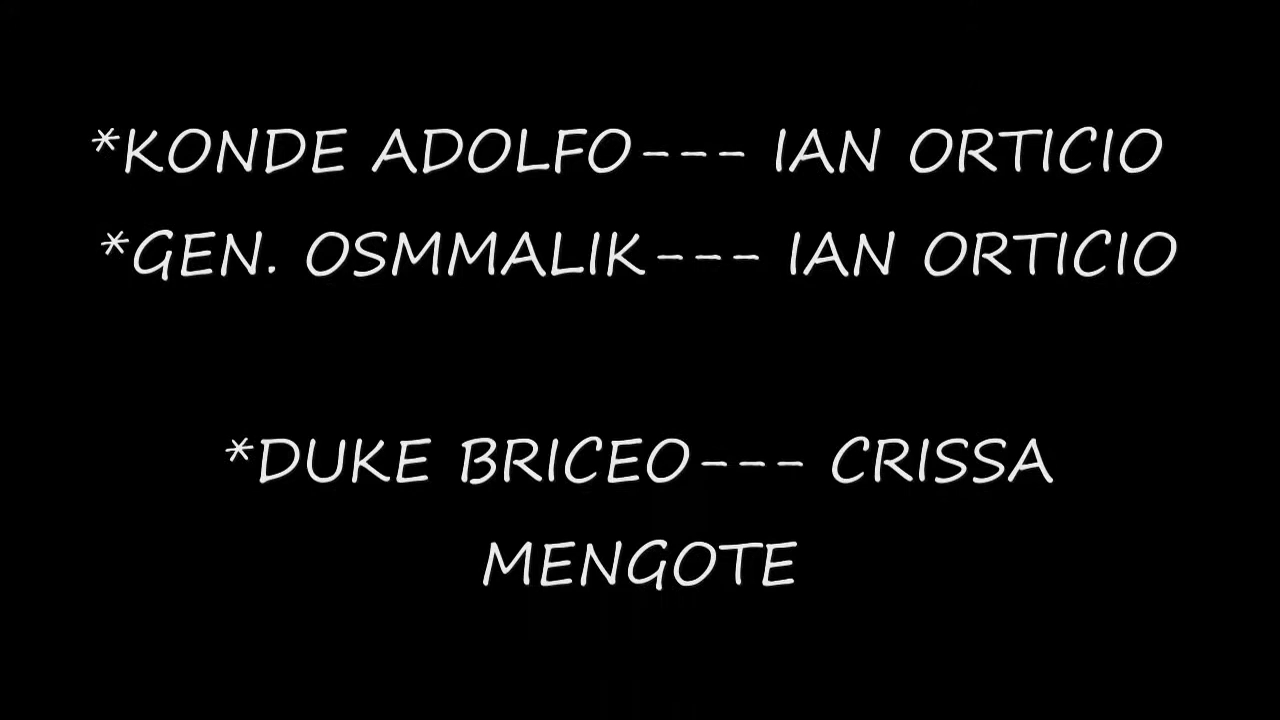 *KONDE ADOLFO--- IAN ORTICIO
*GEN. OSMMALIK--- IAN ORTICIO
*DUKE BRICEO--- CRISSA
MENGOTE